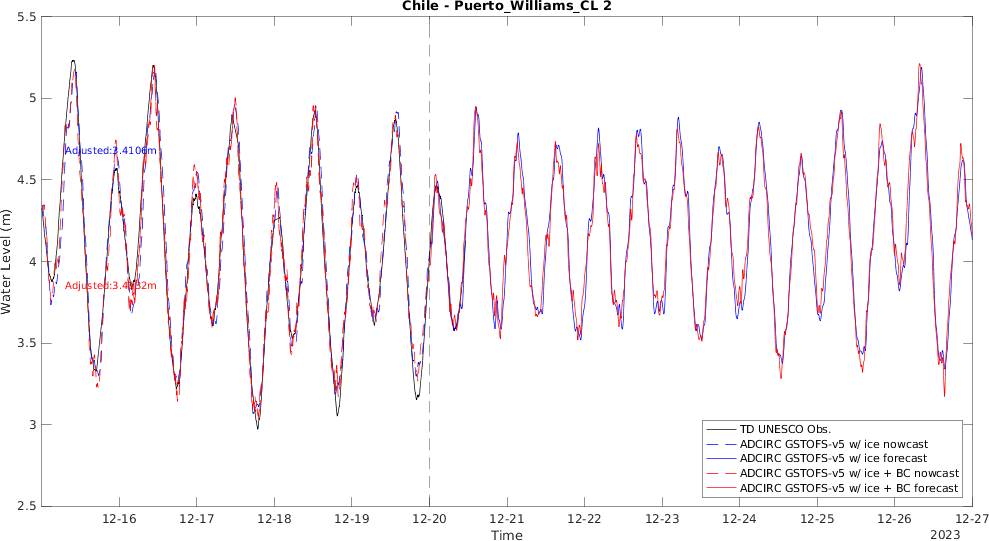 Chile - Puerto_Williams_CL 2
5.5
5
4.5
4
3.5
3
2.5
Water Level (m)
Adjusted:3.4106m
TD UNESCO Obs.
ADCIRC GSTOFS-v5 w/ ice nowcast
ADCIRC GSTOFS-v5 w/ ice forecast
ADCIRC GSTOFS-v5 w/ ice + BC nowcast
ADCIRC GSTOFS-v5 w/ ice + BC forecast
12-16
12-17
12-18
12-19
12-20
12-21
12-22
12-23
12-24
12-25
12-26
12-27
Time
2023